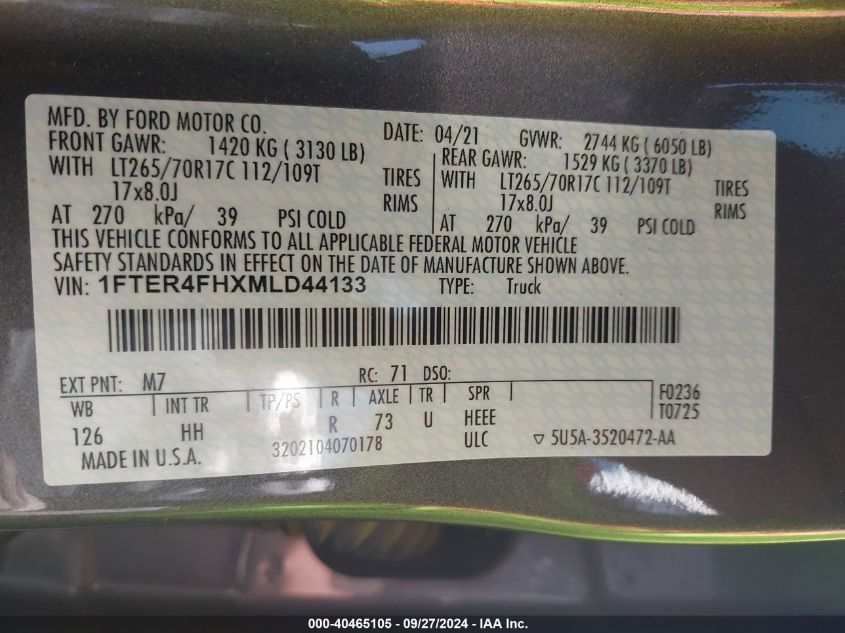 MFD. BY FORD MOTOR CO.
DATE: 04/21 GVWR: 2744 KG ( 6050 LB)
FRONT GAWR: 1420 KG ( 3130 LB) REAR GAWR: 1529 KG ( 3370 LB)
WITH LT265/70R17C 112/109T TIRES WITH LT265/70R17C 112/109T TIRES
17x8.0J RIMS 17x8.0J RIMS
AT 270 kPa/ 39 PSI COLD AT 270 kPa/ 39 PSI COLD
THIS VEHICLE CONFORMS TO ALL APPLICABLE FEDERAL MOTOR VEHICLE
SAFETY STANDARDS IN EFFECT ON THE DATE OF MANUFACTURE SHOWN ABOVE.
VIN: 1FTER4FHXMLD44133 TYPE: Truck
EXT PNT: M7 RC: 71 DSO:
WB INT TR TP/PS R AXLE TR SPR F0236
T0725
126 HH R 73 U HEEE
MADE IN U.S.A. 3202104070178 ULC ▽ 5U5A-3520472-AA
000-40465105 - 09/27/2024 - IAA Inc.